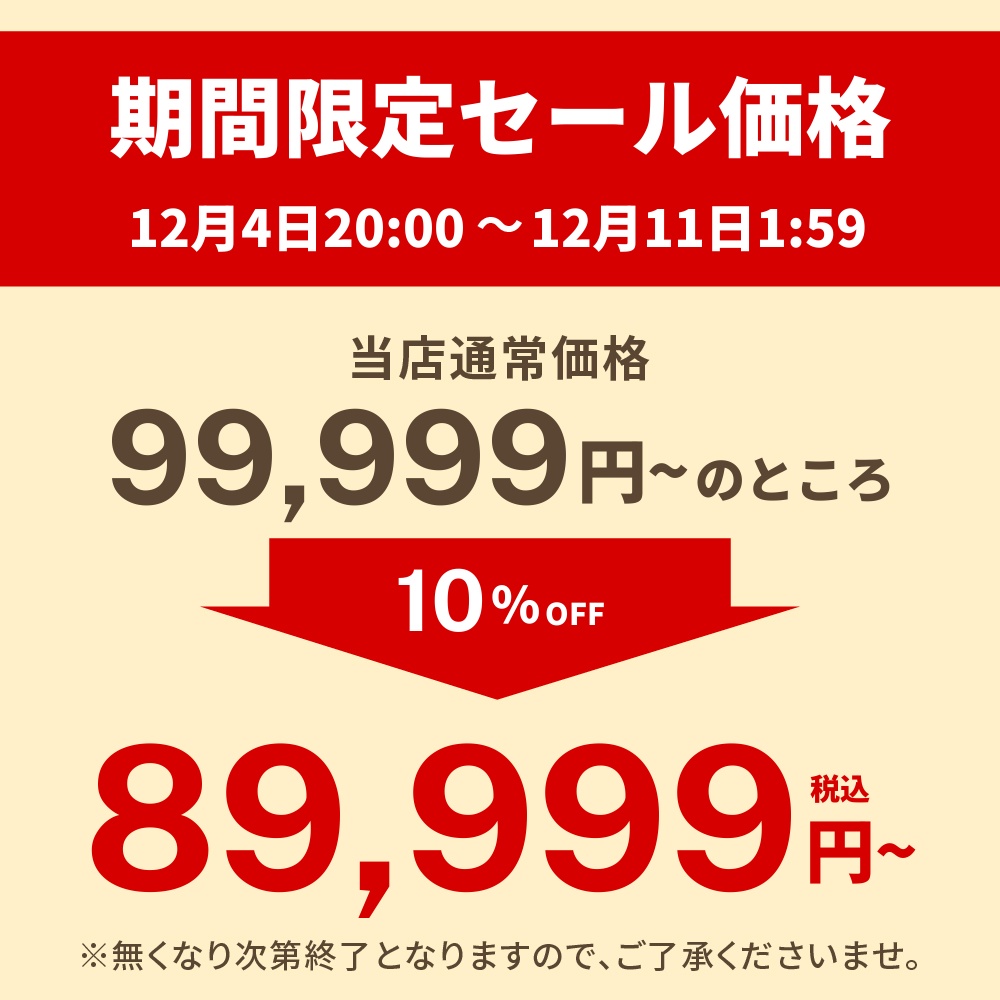 期間限定セール価格
12月4日20:00 ～ 12月11日1:59
当店通常価格
99,999円~のところ
10%OFF
89,999税込円~
※無くなり次第終了となりますので、ご了承くださいませ。